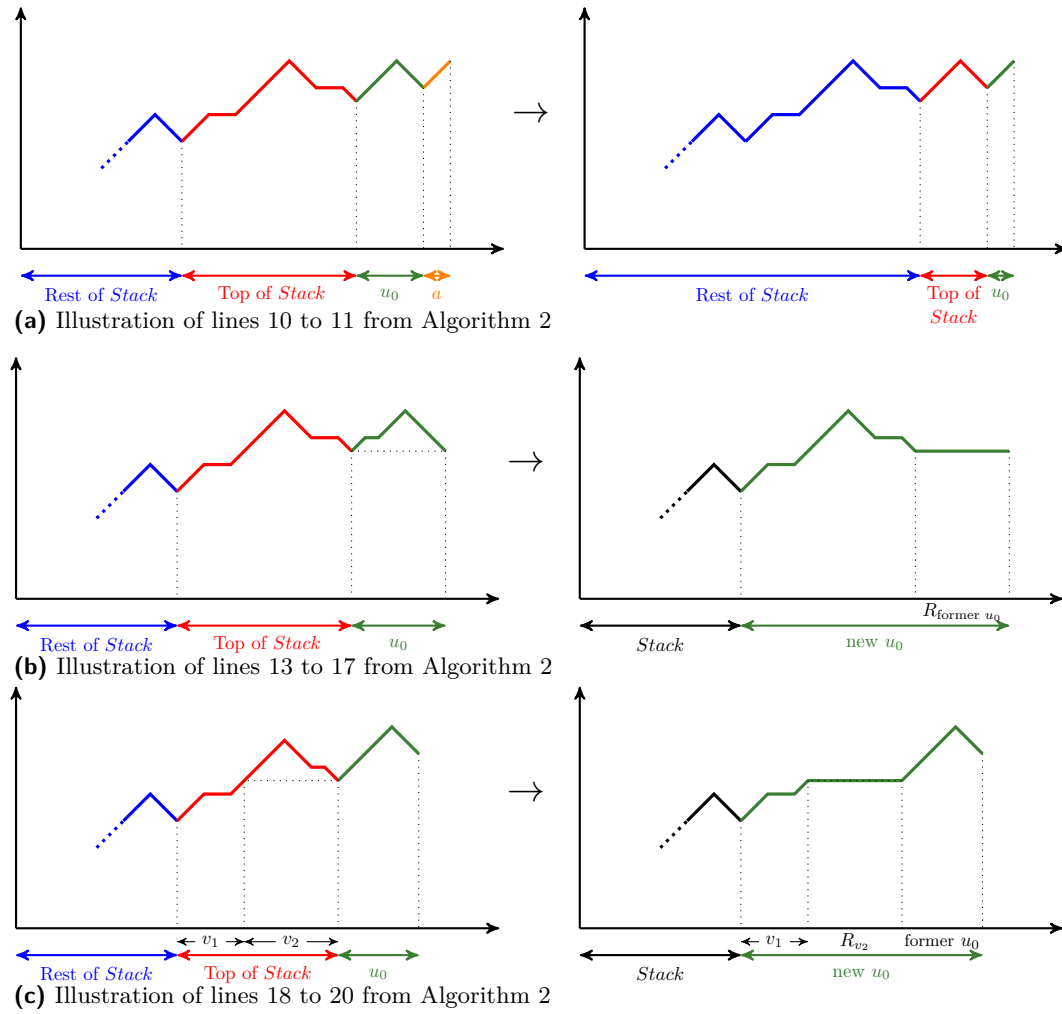 →
Rest of Stack Top of Stack u₀ a Rest of Stack Top of Stack u₀
(a) Illustration of lines 10 to 11 from Algorithm 2
→
R former u₀
Rest of Stack Top of Stack u₀ Stack new u₀
(b) Illustration of lines 13 to 17 from Algorithm 2
→
v₁ v₂ v₁ R v₂ former u₀
Rest of Stack Top of Stack u₀ Stack new u₀
(c) Illustration of lines 18 to 20 from Algorithm 2